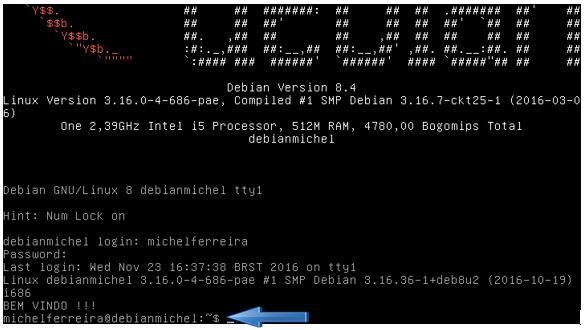 Debian Version 8.4
Linux Version 3.16.0-4-686-pae, Compiled #1 SMP Debian 3.16.7-ckt25-1 (2016-03-0
6)
One 2,39GHz Intel i5 Processor, 512M RAM, 4780,00 Bogomips Total
debianmichel
Debian GNU/Linux 8 debianmichel tty1
Hint: Num Lock on
debianmichel login: michelferreira
Password:
Last login: Wed Nov 23 16:37:38 BRST 2016 on tty1
Linux debianmichel 3.16.0-4-686-pae #1 SMP Debian 3.16.36-1+deb8u2 (2016-10-19)
i686
BEM VINDO !!!
michelferreira@debianmichel:~$ _